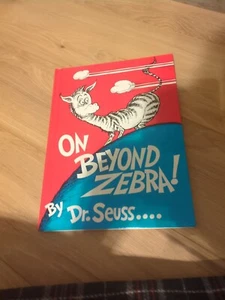 ON
BEYOND
ZEBRA!
By Dr. Seuss....